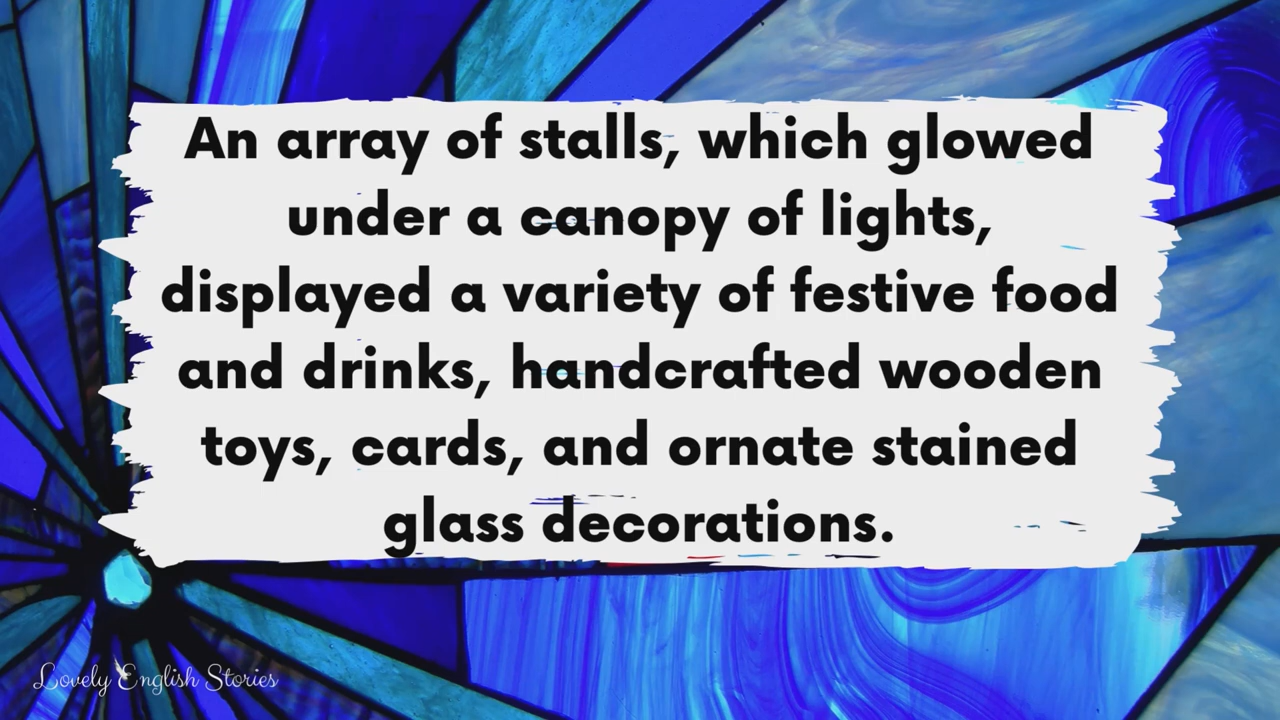 An array of stalls, which glowed
under a canopy of lights,
displayed a variety of festive food
and drinks, handcrafted wooden
toys, cards, and ornate stained
glass decorations.
Lovely English Stories